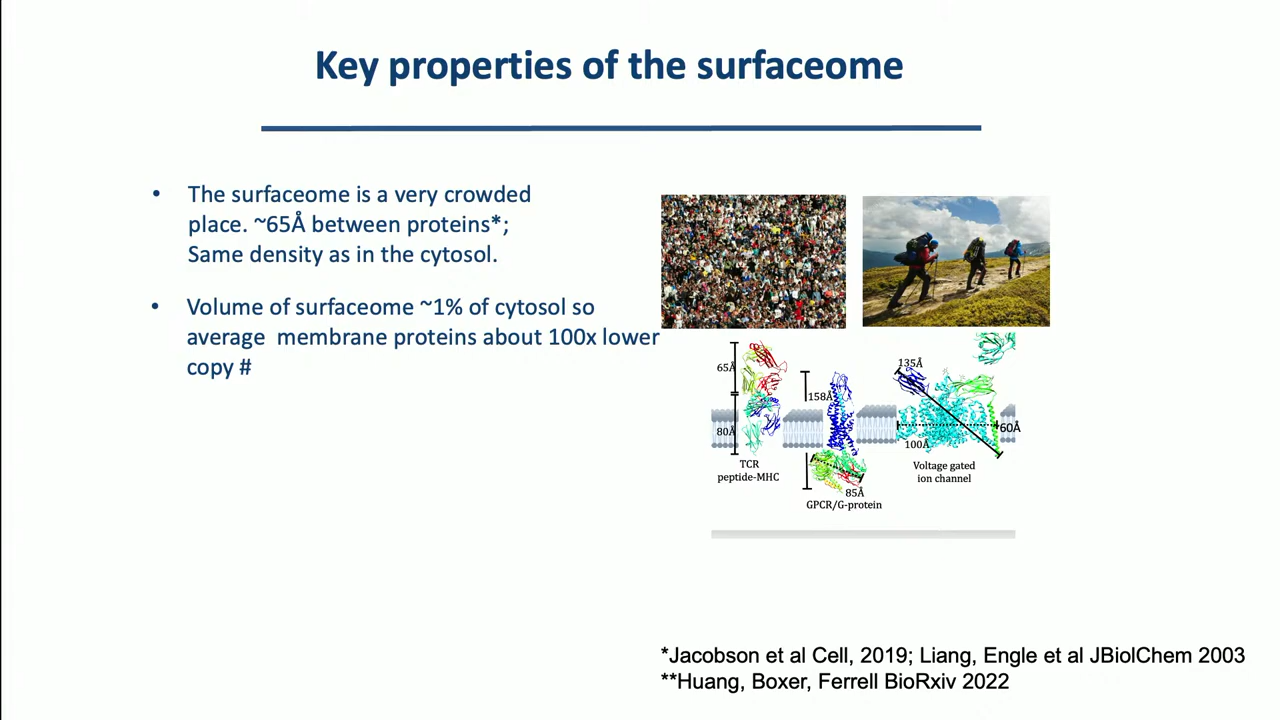 Key properties of the surfaceome
• The surfaceome is a very crowded
place. ~65Å between proteins*;
Same density as in the cytosol.
• Volume of surfaceome ~1% of cytosol so
average membrane proteins about 100x lower
copy #
65Å
80Å
TCR
peptide-MHC
158Å
85Å
GPCR/G-protein
135Å
100Å
60Å
Voltage gated
ion channel
*Jacobson et al Cell, 2019; Liang, Engle et al JBiolChem 2003
**Huang, Boxer, Ferrell BioRxiv 2022